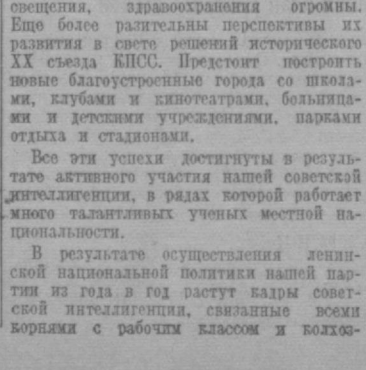 свещения, здравоохранения огромны.
Еще более разительны перспективы их
развития в свете решений исторического
XX съезда КПСС. Предстоит построить
новые благоустроенные города со школа-
ми, клубами и кинотеатрами, больница-
ми и детскими учреждениями, парками
отдыха и стадионами.
Все эти успехи достигнуты в резуль-
тате активного участия нашей советской
интеллигенции, в рядах которой работает
много талантливых ученых местной на-
циональности.
В результате осуществления ленин-
ской национальной политики нашей пар-
тии из года в год растут кадры совет-
ской интеллигенции, связанные всеми
корнями с рабочим классом и колхоз-